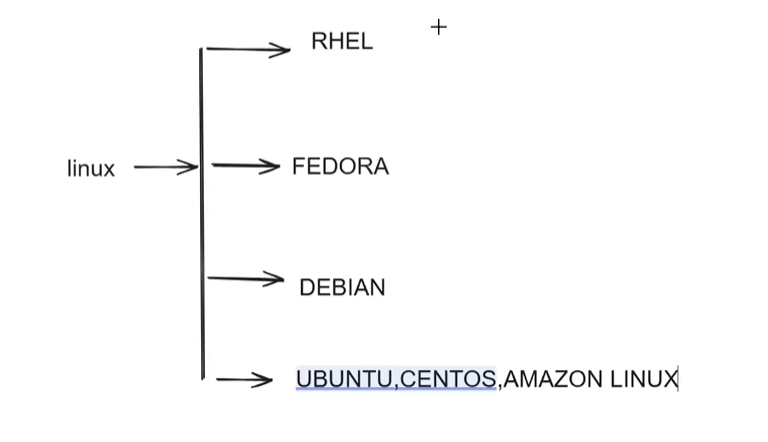 RHEL
linux
FEDORA
DEBIAN
UBUNTU,CENTOS,AMAZON LINUX